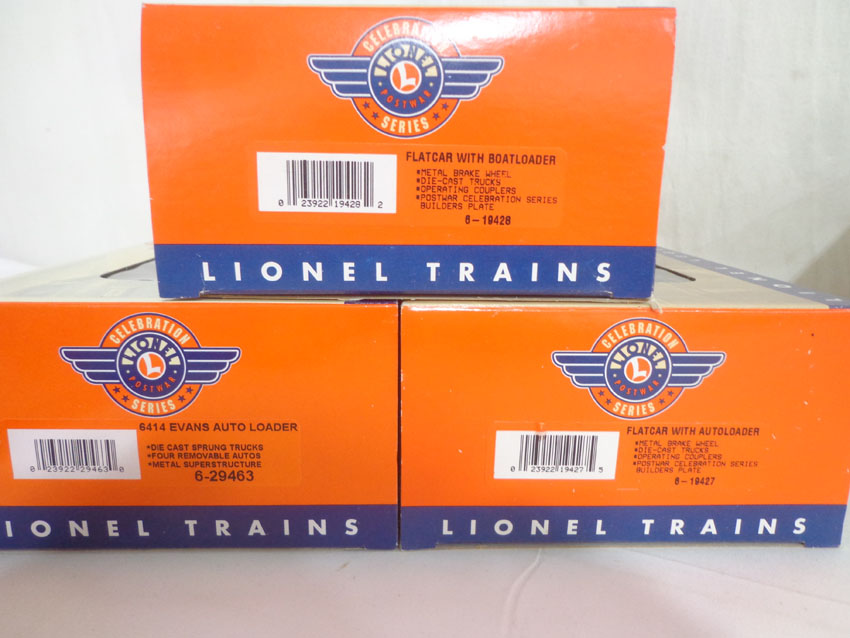 CELEBRATION
LIONEL
L
POSTWAR
SERIES
FLATCAR WITH BOATLOADER
*METAL BRAKE WHEEL
*DIE-CAST TRUCKS
*OPERATING COUPLERS
*POSTWAR CELEBRATION SERIES
BUILDERS PLATE
6-19428
0 23922 19428 2
LIONEL TRAINS
CELEBRATION
LIONEL
L
POSTWAR
SERIES
6414 EVANS AUTO LOADER
*DIE CAST SPRUNG TRUCKS
*FOUR REMOVABLE AUTOS
*METAL SUPERSTRUCTURE
6-29463
0 23922 29463 0
IONEL TRAINS
CELEBRATION
LIONEL
L
POSTWAR
SERIES
FLATCAR WITH AUTOLOADER
*METAL BRAKE WHEEL
*DIE-CAST TRUCKS
*OPERATING COUPLERS
*POSTWAR CELEBRATION SERIES
BUILDERS PLATE
6-19427
0 23922 19427 5
LIONEL TRAINS